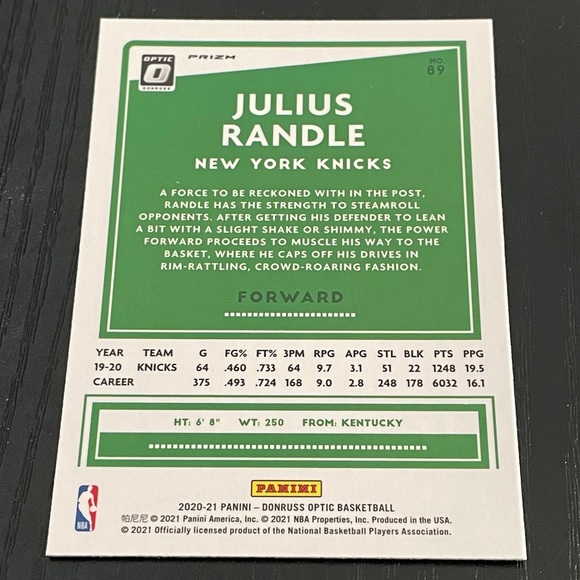 OPTIC
DONRUSS
PRIZM
NO.
89
JULIUS
RANDLE
NEW YORK KNICKS
A FORCE TO BE RECKONED WITH IN THE POST,
RANDLE HAS THE STRENGTH TO STEAMROLL
OPPONENTS. AFTER GETTING HIS DEFENDER TO LEAN
A BIT WITH A SLIGHT SHAKE OR SHIMMY, THE POWER
FORWARD PROCEEDS TO MUSCLE HIS WAY TO THE
BASKET, WHERE HE CAPS OFF HIS DRIVES IN
RIM-RATTLING, CROWD-ROARING FASHION.
FORWARD
YEAR TEAM G FG% FT% 3PM RPG APG STL BLK PTS PPG
19-20 KNICKS 64 .460 .733 64 9.7 3.1 51 22 1248 19.5
CAREER 375 .493 .724 168 9.0 2.8 248 178 6032 16.1
HT: 6' 8" WT: 250 FROM: KENTUCKY
PANINI
NBA
2020-21 PANINI – DONRUSS OPTIC BASKETBALL
帕尼尼 © 2021 Panini America, Inc. © 2021 NBA Properties, Inc. Produced in the USA.
© 2021 Officially licensed product of the National Basketball Players Association.